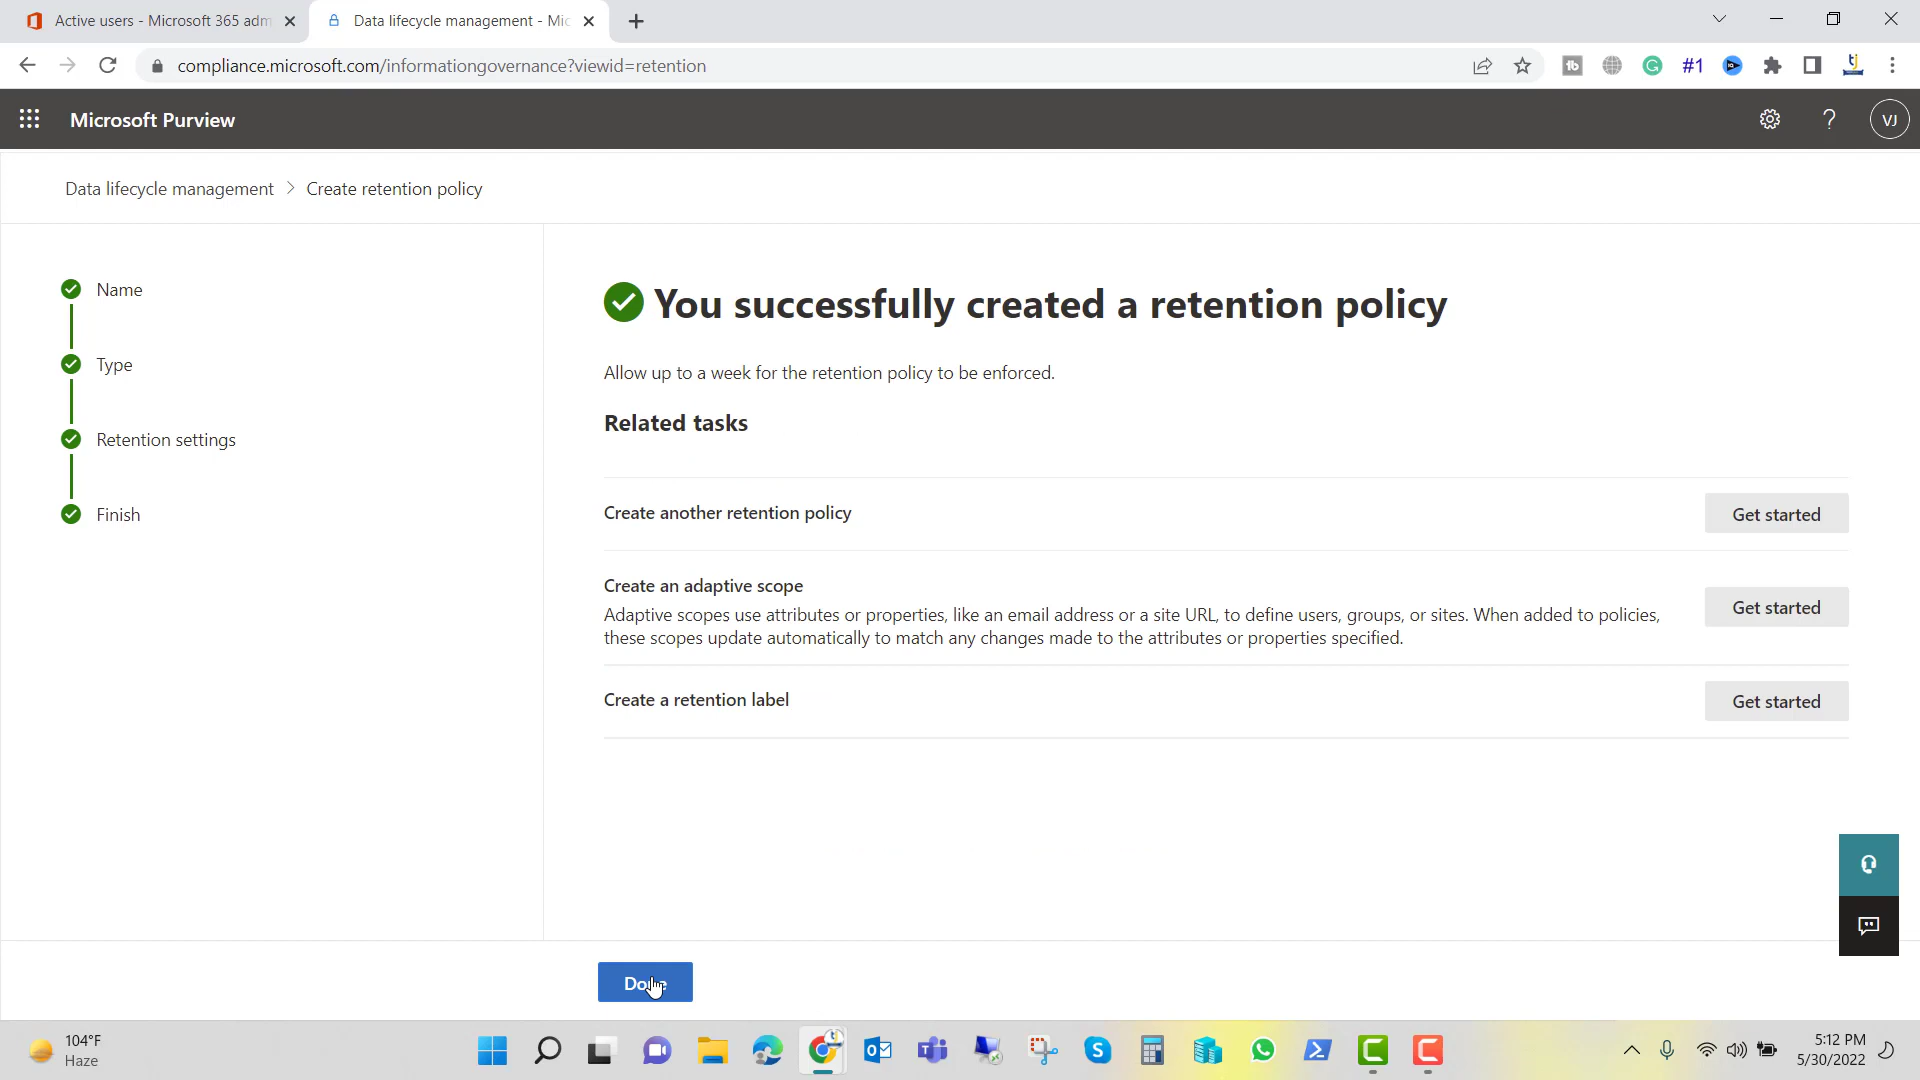 Active users - Microsoft 365 adm
Data lifecycle management - Mic
compliance.microsoft.com/informationgovernance?viewid=retention
#1
Microsoft Purview
VJ
Data lifecycle management > Create retention policy
Name
Type
Retention settings
Finish
You successfully created a retention policy
Allow up to a week for the retention policy to be enforced.
Related tasks
Create another retention policy
Get started
Create an adaptive scope
Adaptive scopes use attributes or properties, like an email address or a site URL, to define users, groups, or sites. When added to policies,
these scopes update automatically to match any changes made to the attributes or properties specified.
Get started
Create a retention label
Get started
Done
104°F
Haze
5:12 PM
5/30/2022